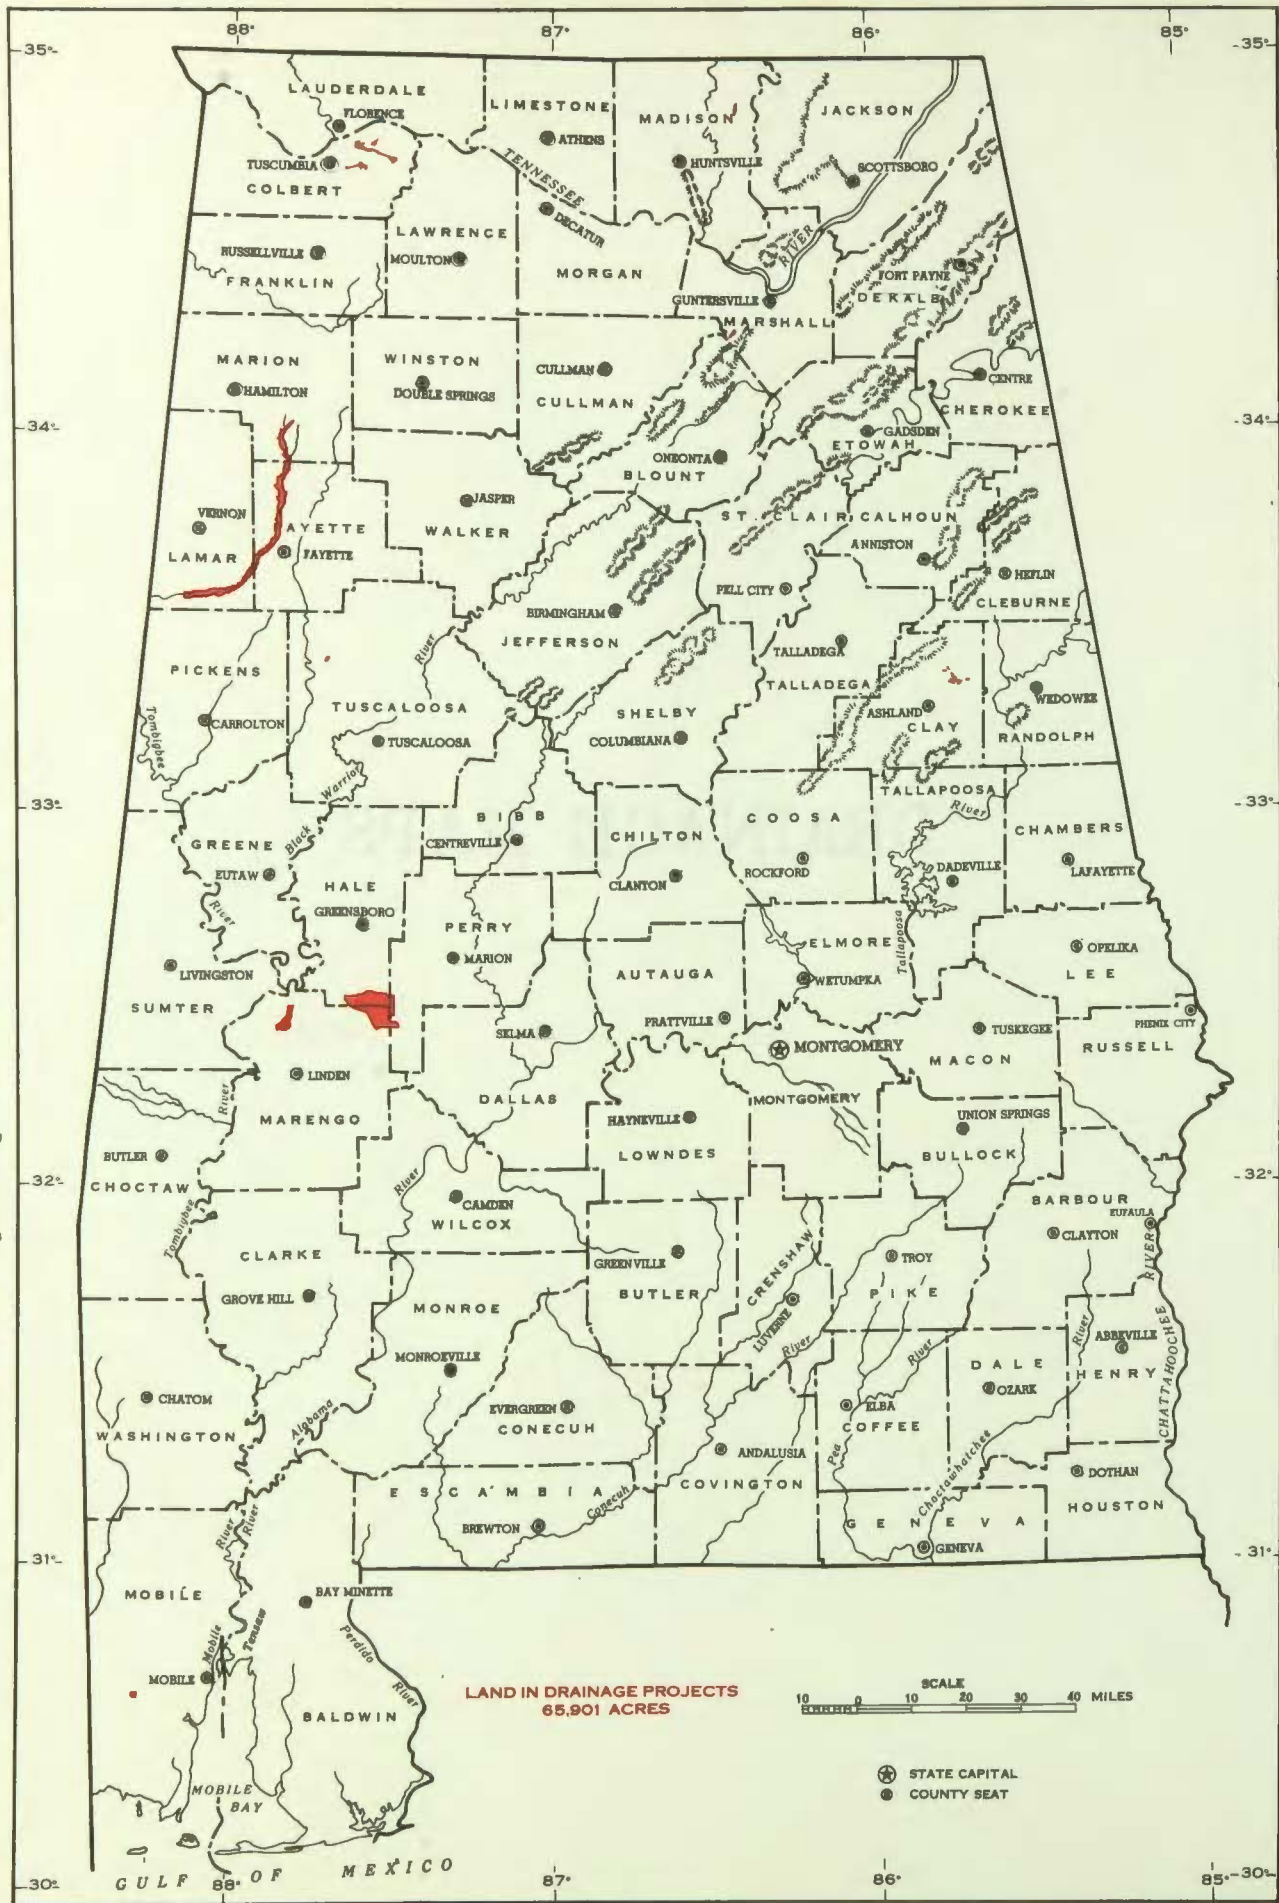 88°
87°
86°
85°
35°
35°
LAUDERDALE
FLORENCE
LIMESTONE
ATHENS
MADISON
JACKSON
TUSCUMBIA
COLBERT
TENNESSEE
HUNTSVILLE
SCOTTSBORO
DECATUR
LAWRENCE
MOULTON
RUSSELLVILLE
FRANKLIN
MORGAN
RIVER
FORT PAYNE
DEKALB
GUNTERSVILLE
MARSHALL
MARION
HAMILTON
WINSTON
DOUBLE SPRINGS
CULLMAN
CULLMAN
CENTRE
CHEROKEE
34°
34°
GADSDEN
ETOWAH
ONEONTA
BLOUNT
VERNON
LAMAR
AYETTE
FAYETTE
JASPER
WALKER
ST. CLAIR
CALHOUN
ANNISTON
HEFLIN
CLEBURNE
PELL CITY
BIRMINGHAM
JEFFERSON
River
PICKENS
CARROLTON
Tombigbee
TUSCALOOSA
TUSCALOOSA
SHELBY
COLUMBIANA
TALLADEGA
TALLADEGA
ASHLAND
CLAY
WEDOWEE
RANDOLPH
Warrior
Black
33°
33°
TALLAPOOSA
River
GREENE
EUTAW
River
HALE
GREENSBORO
BIBB
CENTREVILLE
CHILTON
CLANTON
COOSA
ROCKFORD
DADEVILLE
CHAMBERS
LAFAYETTE
PERRY
MARION
Tallapoosa
ELMORE
WETUMPKA
OPELIKA
LEE
LIVINGSTON
SUMTER
AUTAUGA
PRATTVILLE
SELMA
MONTGOMERY
TUSKEGEE
MACON
PHENIX CITY
RUSSELL
LINDEN
MARENGO
River
DALLAS
MONTGOMERY
HAYNEVILLE
LOWNDES
UNION SPRINGS
BULLOCK
BUTLER
CHOCTAW
32°
32°
Tombigbee
River
CAMDEN
WILCOX
BARBOUR
EUFAULA
CLAYTON
RIVER
CLARKE
GROVE HILL
GREENVILLE
BUTLER
CRENSHAW
LUVERNE
TROY
PIKE
River
MONROE
MONROEVILLE
River
DALE
OZARK
River
ABBEVILLE
HENRY
CHATTAHOOCHEE
CHATOM
WASHINGTON
Alabama
EVERGREEN
CONECUH
ANDALUSIA
COVINGTON
ELBA
COFFEE
Pea
Choctawhatchee
DOTHAN
HOUSTON
ESCAMBIA
Conecuh
BREWTON
GENEVA
GENEVA
River
River
31°
31°
MOBILE
BAY MINETTE
Mobile
Tensaw
Perdido
River
MOBILE
BALDWIN
MOBILE
BAY
LAND IN DRAINAGE PROJECTS
65,901 ACRES
SCALE
10 0 10 20 30 40 MILES
STATE CAPITAL
COUNTY SEAT
GULF OF MEXICO
30°
88°
87°
86°
85°
30°